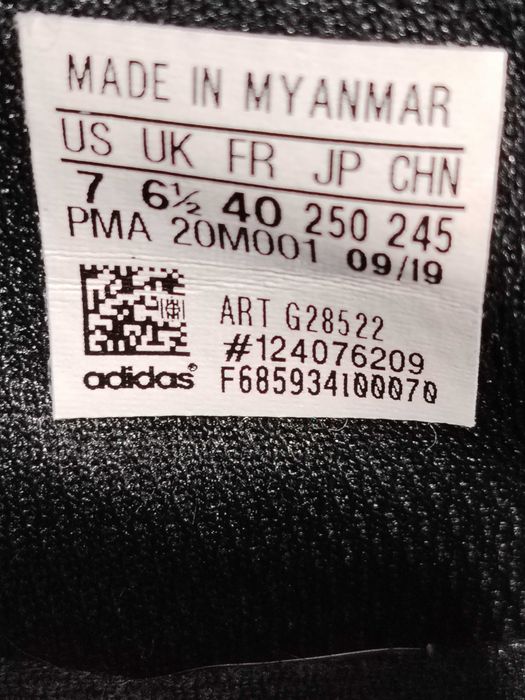 MADE IN MYANMAR
US UK FR JP CHN
7 6½ 40 250 245
PMA 20M001 09/19
ART G28522
#124076209
adidas® F685934100070